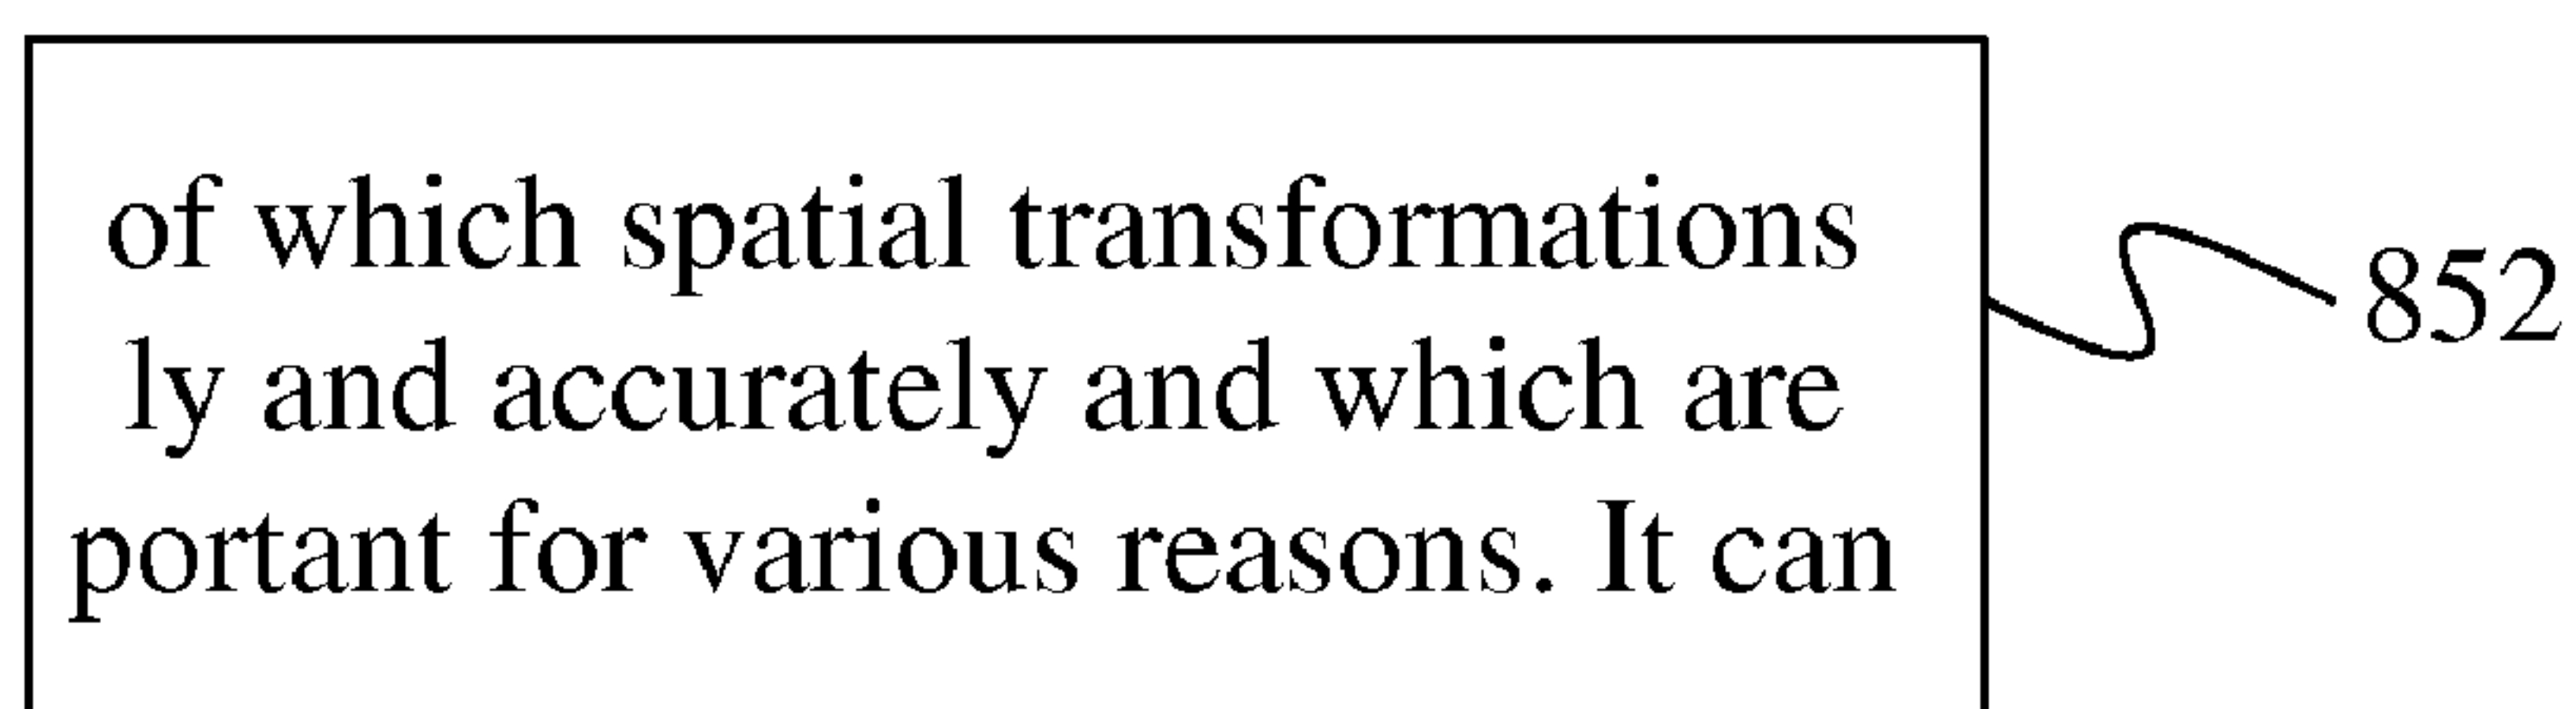 of which spatial transformations
ly and accurately and which are
portant for various reasons. It can
852